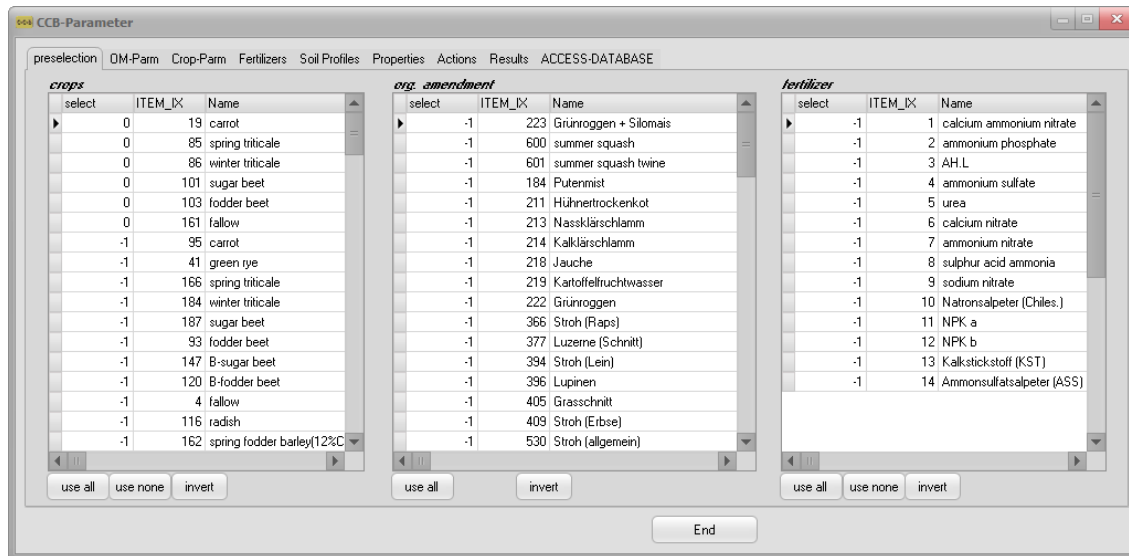 CCB-Parameter
preselection OM-Parm Crop-Parm Fertilizers Soil Profiles Properties Actions Results ACCESS-DATABASE
crops
select ITEM_IX Name
0 19 carrot
0 85 spring triticale
0 86 winter triticale
0 101 sugar beet
0 103 fodder beet
0 161 fallow
-1 95 carrot
-1 41 green rye
-1 166 spring triticale
-1 184 winter triticale
-1 187 sugar beet
-1 93 fodder beet
-1 147 B-sugar beet
-1 120 B-fodder beet
-1 4 fallow
-1 116 radish
-1 162 spring fodder barley(12%C
use all use none invert
org. amendment
select ITEM_IX Name
-1 223 Grünroggen + Silomais
-1 600 summer squash
-1 601 summer squash twine
-1 184 Putenmist
-1 211 Hühnertrockenkot
-1 213 Nassklärschlamm
-1 214 Kalklärschlamm
-1 218 Jauche
-1 219 Kartoffelfruchtwasser
-1 222 Grünroggen
-1 366 Stroh (Raps)
-1 377 Luzerne (Schnitt)
-1 394 Stroh (Lein)
-1 396 Lupinen
-1 405 Grasschnitt
-1 409 Stroh (Erbse)
-1 530 Stroh (allgemein)
use all invert
fertilizer
select ITEM_IX Name
-1 1 calcium ammonium nitrate
-1 2 ammonium phosphate
-1 3 AH.L
-1 4 ammonium sulfate
-1 5 urea
-1 6 calcium nitrate
-1 7 ammonium nitrate
-1 8 sulphur acid ammonia
-1 9 sodium nitrate
-1 10 Natronsalpeter (Chiles.)
-1 11 NPK a
-1 12 NPK b
-1 13 Kalkstickstoff (KST)
-1 14 Ammonsulfatsalpeter (ASS)
use all use none invert
End